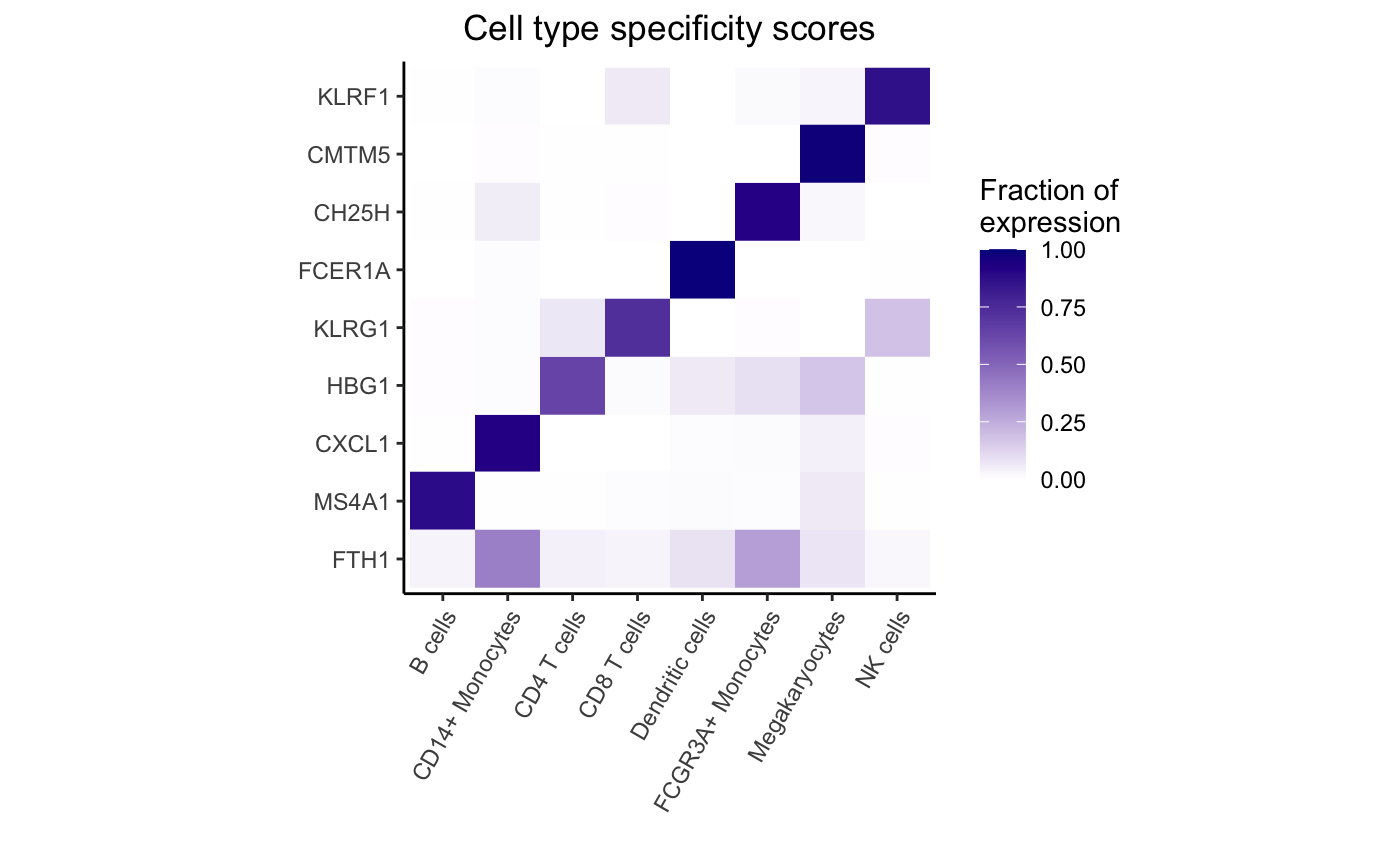 Cell type specificity scores
KLRF1
CMTM5
CH25H
FCER1A
KLRG1
HBG1
CXCL1
MS4A1
FTH1
B cells
CD14+ Monocytes
CD4 T cells
CD8 T cells
Dendritic cells
FCGR3A+ Monocytes
Megakaryocytes
NK cells
Fraction of
expression
1.00
0.75
0.50
0.25
0.00